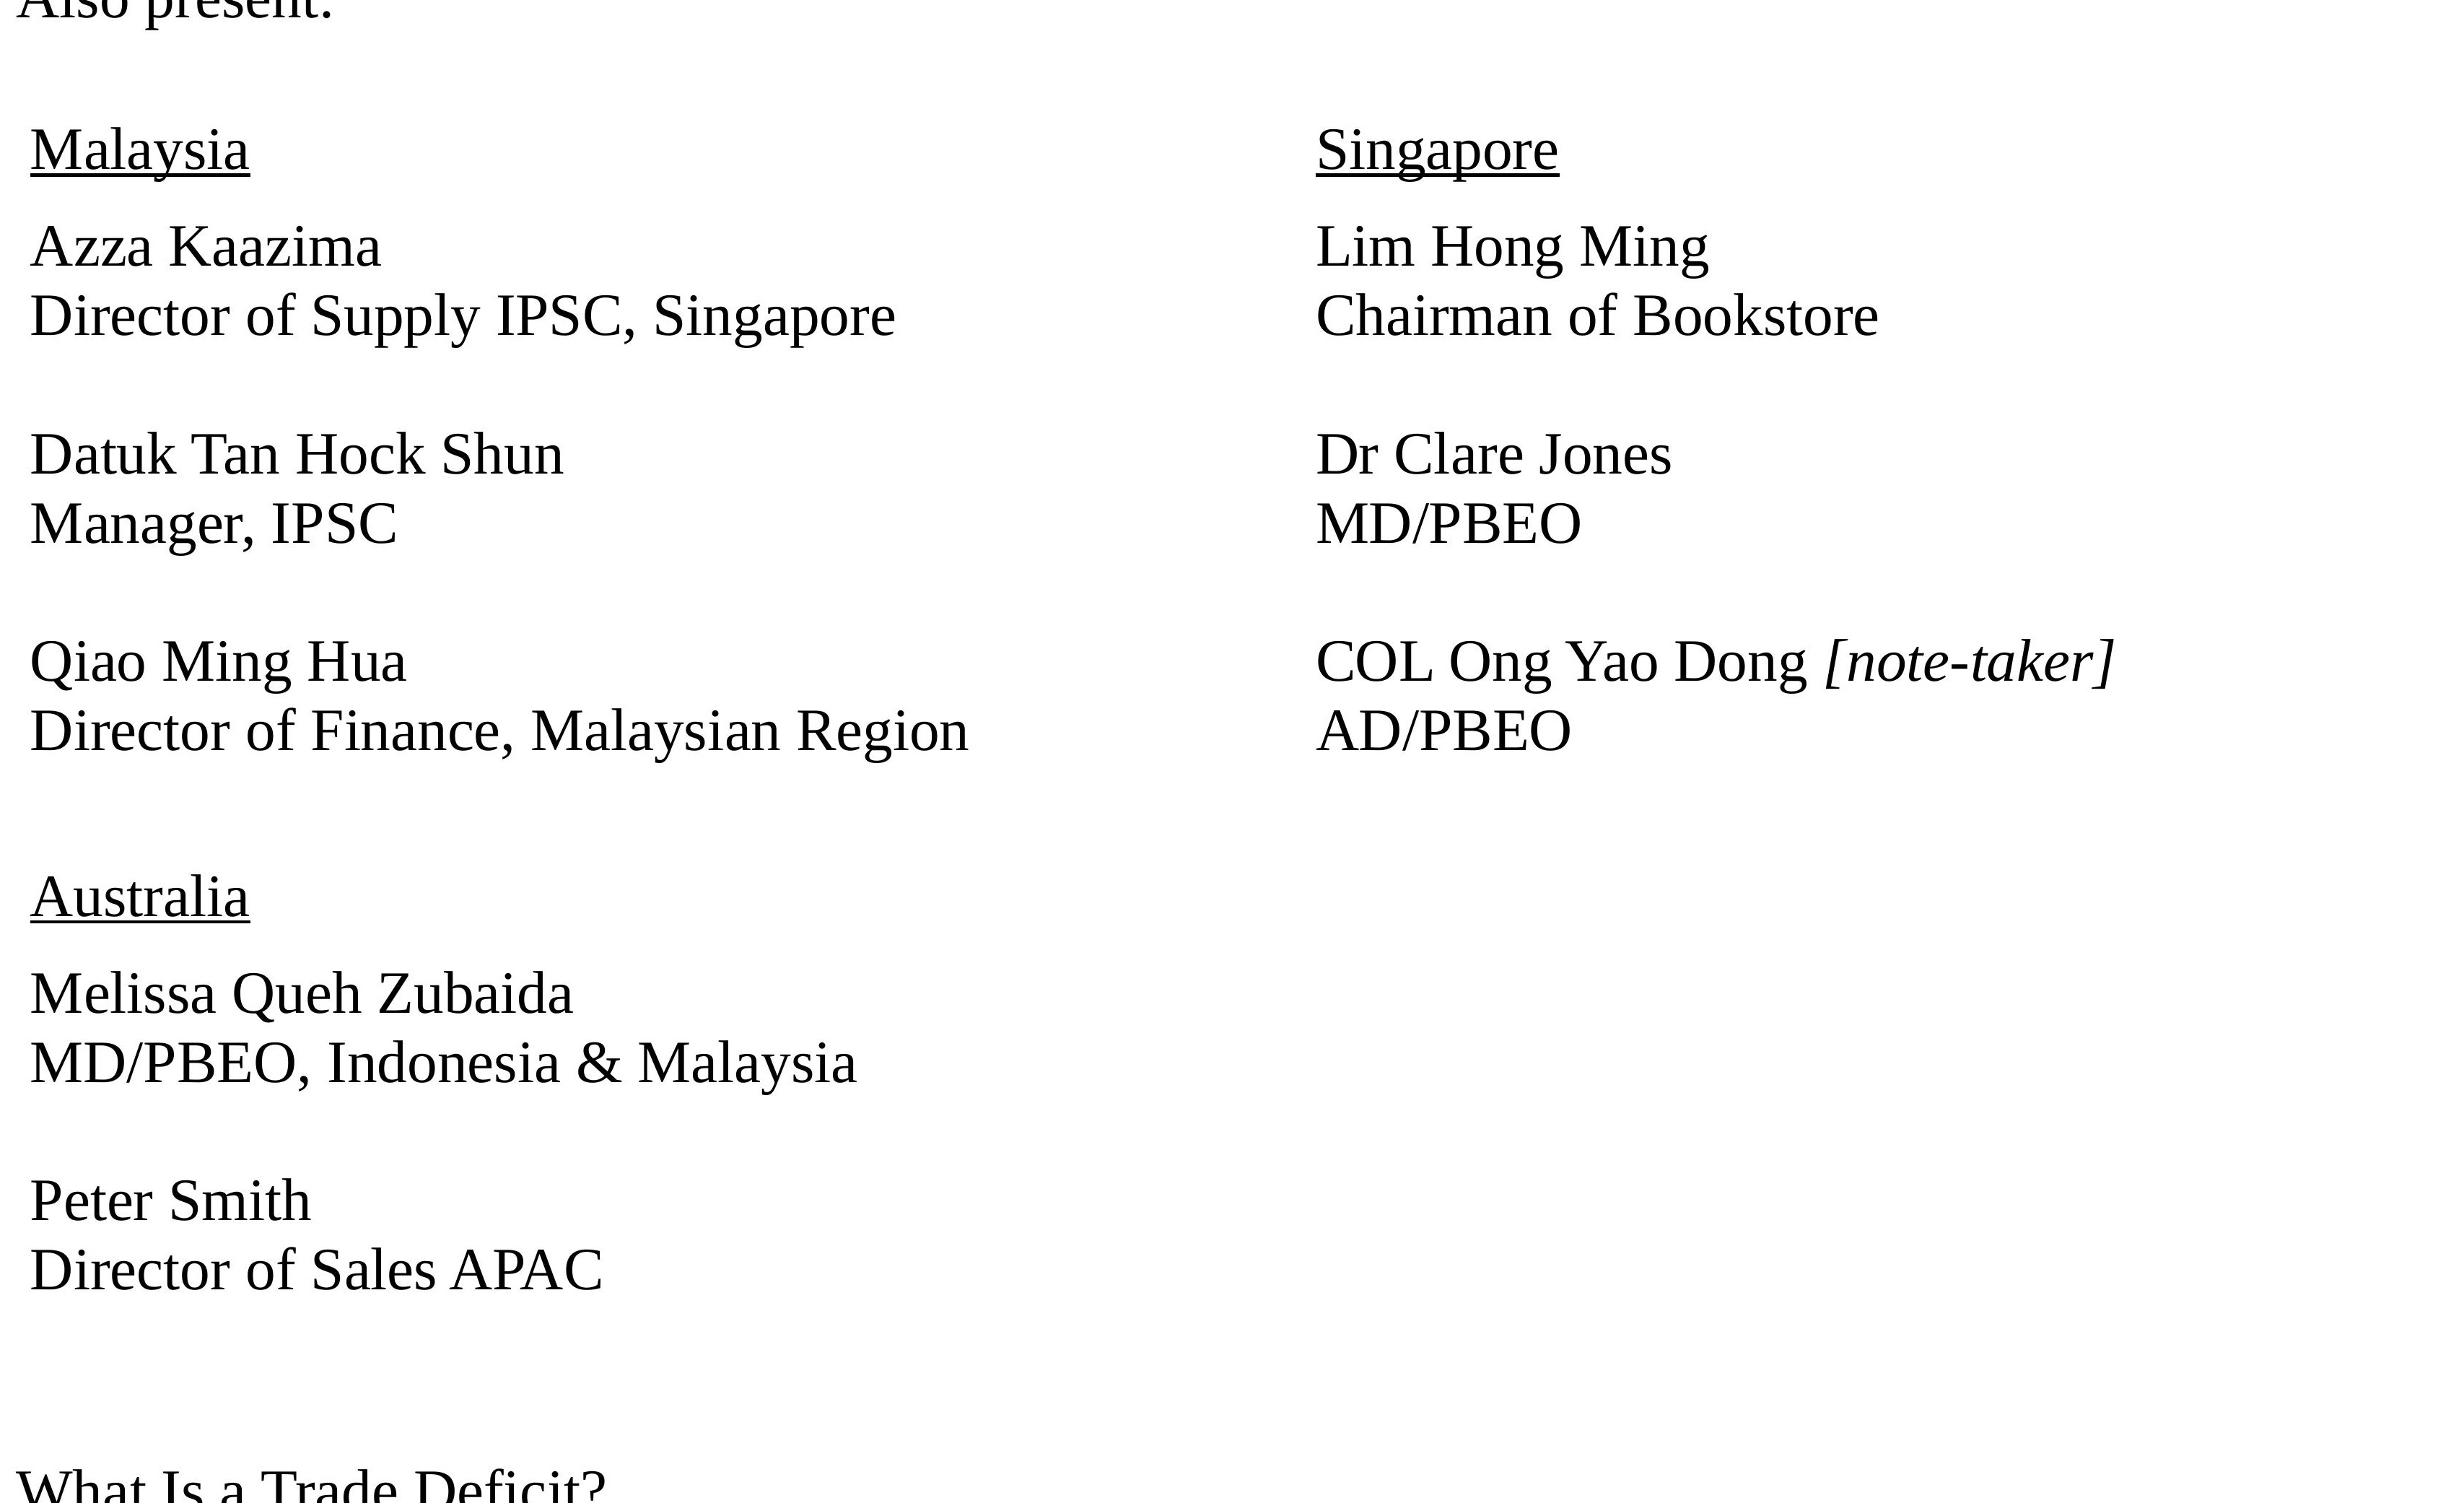 Also present:
Malaysia
Azza Kaazima
Director of Supply IPSC, Singapore
Datuk Tan Hock Shun
Manager, IPSC
Qiao Ming Hua
Director of Finance, Malaysian Region
Singapore
Lim Hong Ming
Chairman of Bookstore
Dr Clare Jones
MD/PBEO
COL Ong Yao Dong [note-taker]
AD/PBEO
Australia
Melissa Queh Zubaida
MD/PBEO, Indonesia & Malaysia
Peter Smith
Director of Sales APAC
What Is a Trade Deficit?